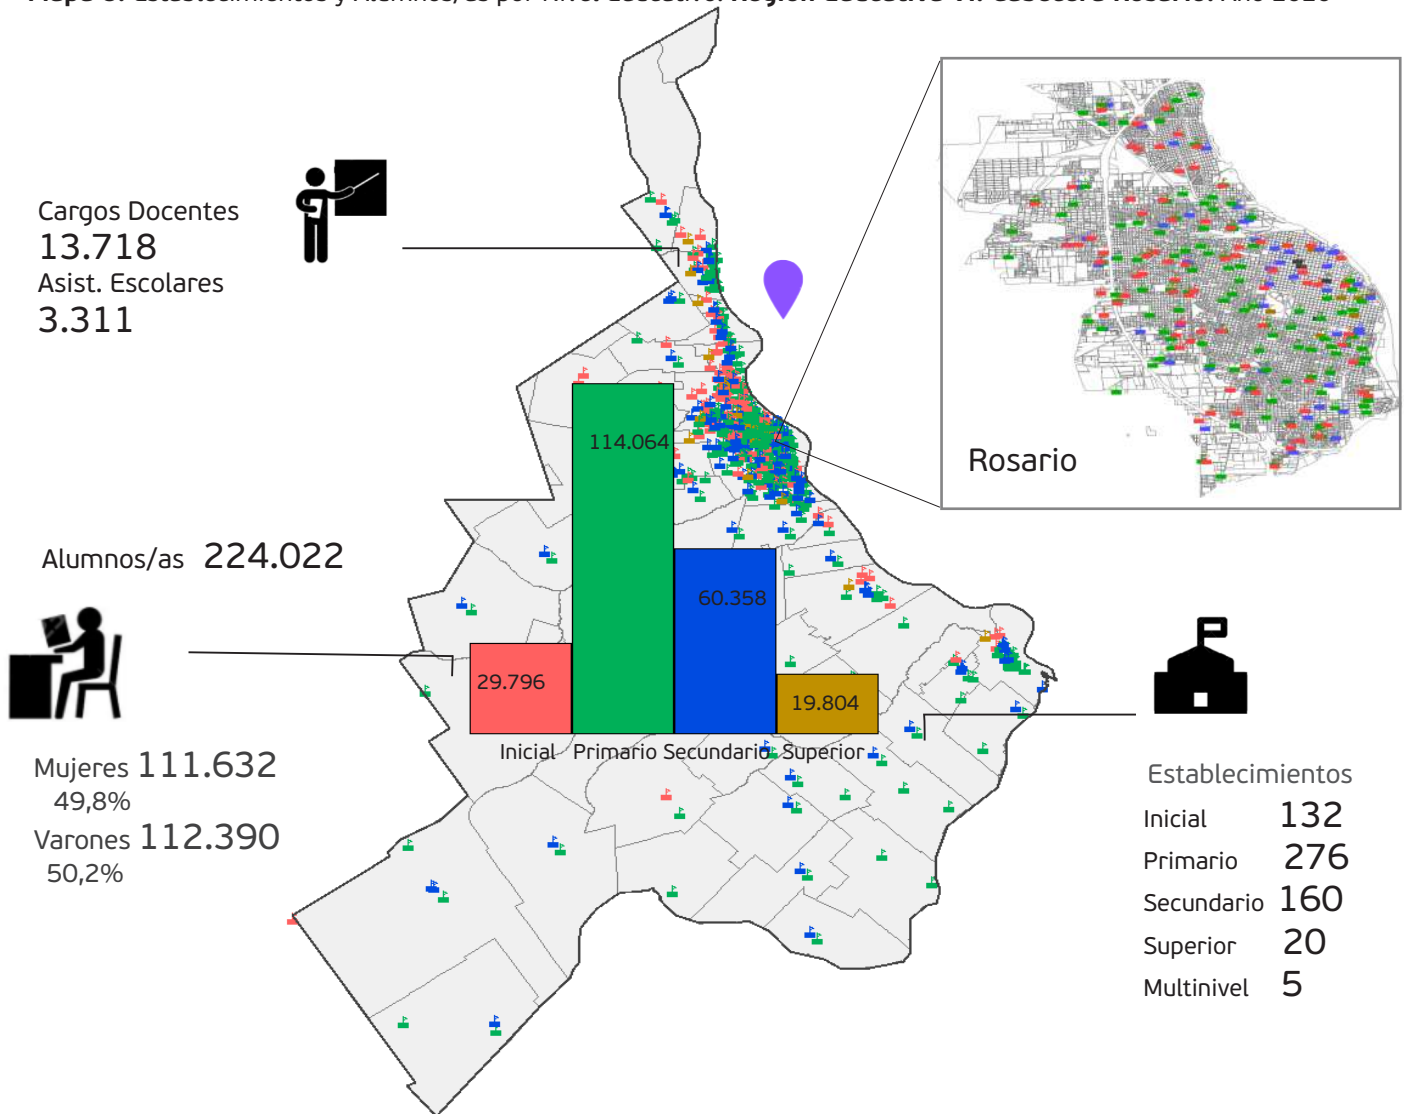 Cargos Docentes
13.718
Asist. Escolares
3.311
114.064
Rosario
Alumnos/as 224.022
60.358
29.796
19.804
Inicial Primario Secundario Superior
Mujeres 111.632
49,8%
Varones 112.390
50,2%
Establecimientos
Inicial 132
Primario 276
Secundario 160
Superior 20
Multinivel 5